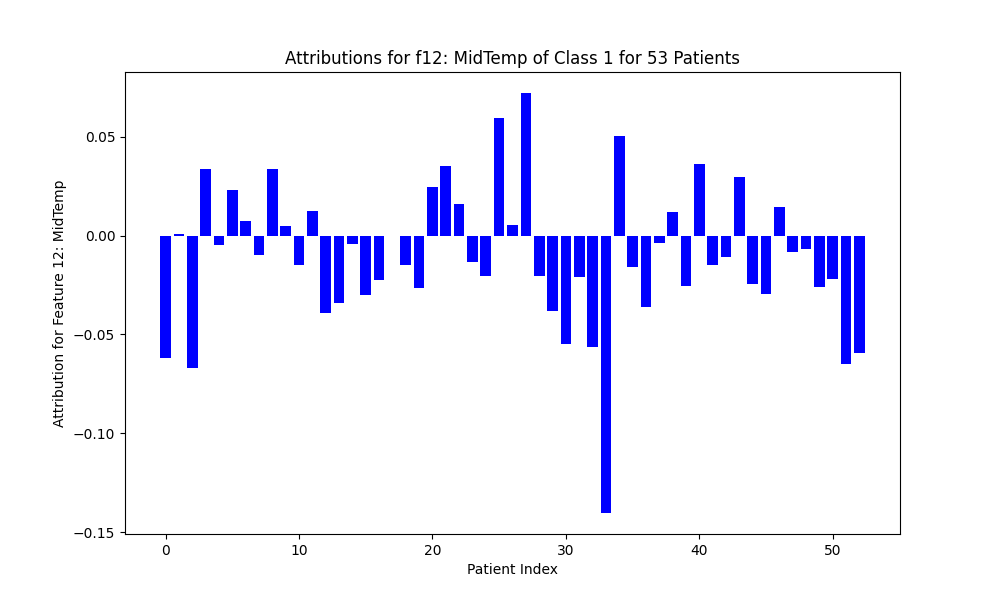 Attributions for f12: MidTemp of Class 1 for 53 Patients
Attribution for Feature 12: MidTemp
0.05
0.00
−0.05
−0.10
−0.15
0 10 20 30 40 50
Patient Index